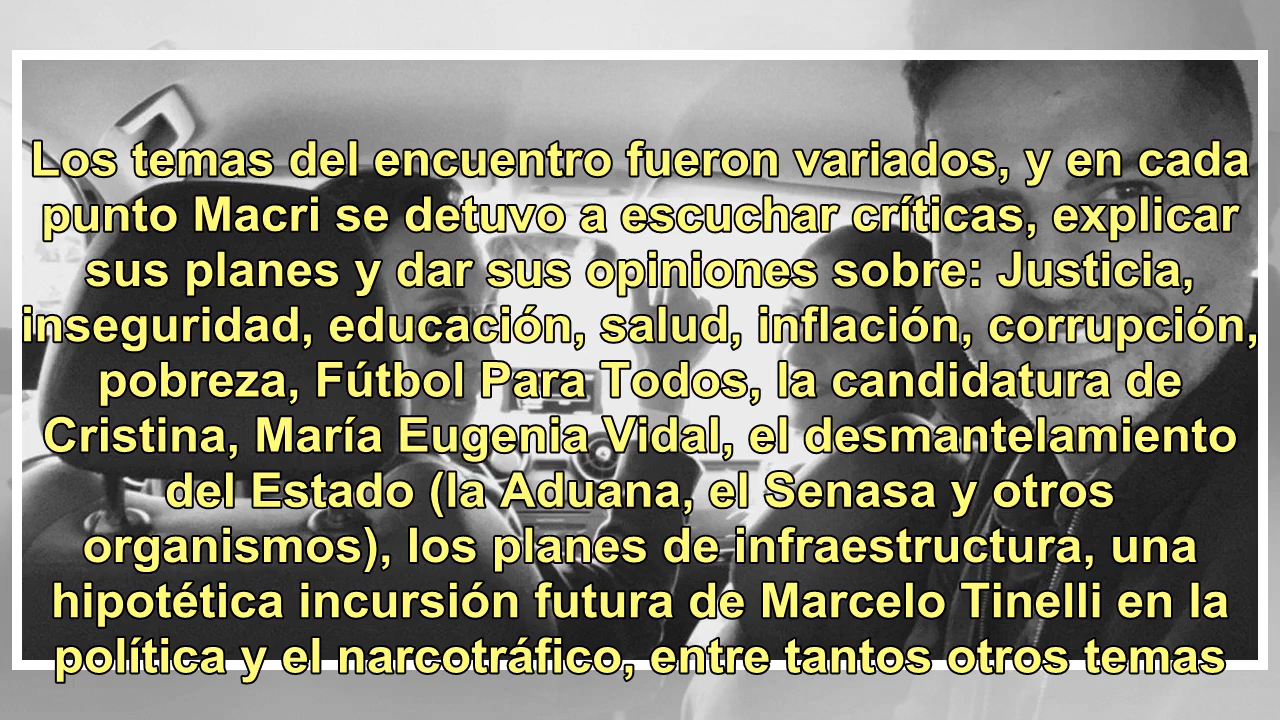 Los temas del encuentro fueron variados, y en cada
punto Macri se detuvo a escuchar críticas, explicar
sus planes y dar sus opiniones sobre: Justicia,
inseguridad, educación, salud, inflación, corrupción,
pobreza, Fútbol Para Todos, la candidatura de
Cristina, María Eugenia Vidal, el desmantelamiento
del Estado (la Aduana, el Senasa y otros
organismos), los planes de infraestructura, una
hipotética incursión futura de Marcelo Tinelli en la
política y el narcotráfico, entre tantos otros temas